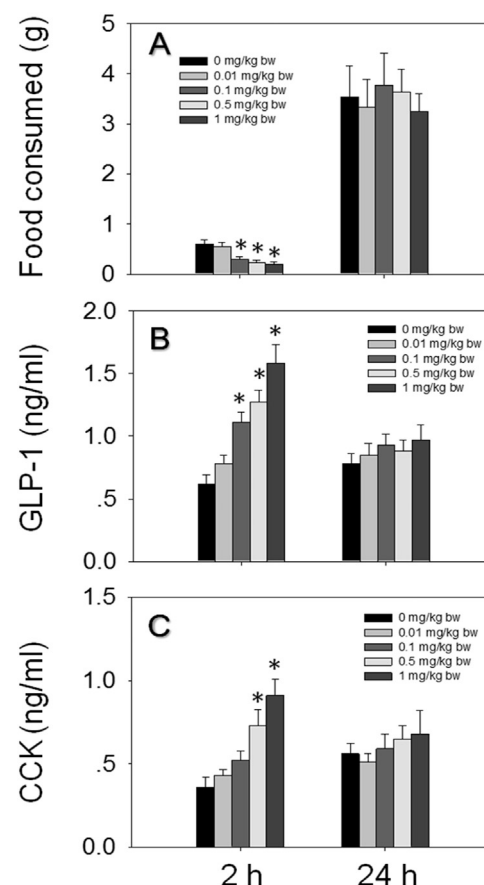 Food consumed (g)
5
4
3
2
1
0
A
0 mg/kg bw
0.01 mg/kg bw
0.1 mg/kg bw
0.5 mg/kg bw
1 mg/kg bw
* * *
GLP-1 (ng/ml)
2.0
1.5
1.0
.5
0.0
B
0 mg/kg bw
0.01 mg/kg bw
0.1 mg/kg bw
0.5 mg/kg bw
1 mg/kg bw
* * *
CCK (ng/ml)
1.5
1.0
.5
0.0
C
0 mg/kg bw
0.01 mg/kg bw
0.1 mg/kg bw
0.5 mg/kg bw
1 mg/kg bw
* *
2 h 24 h